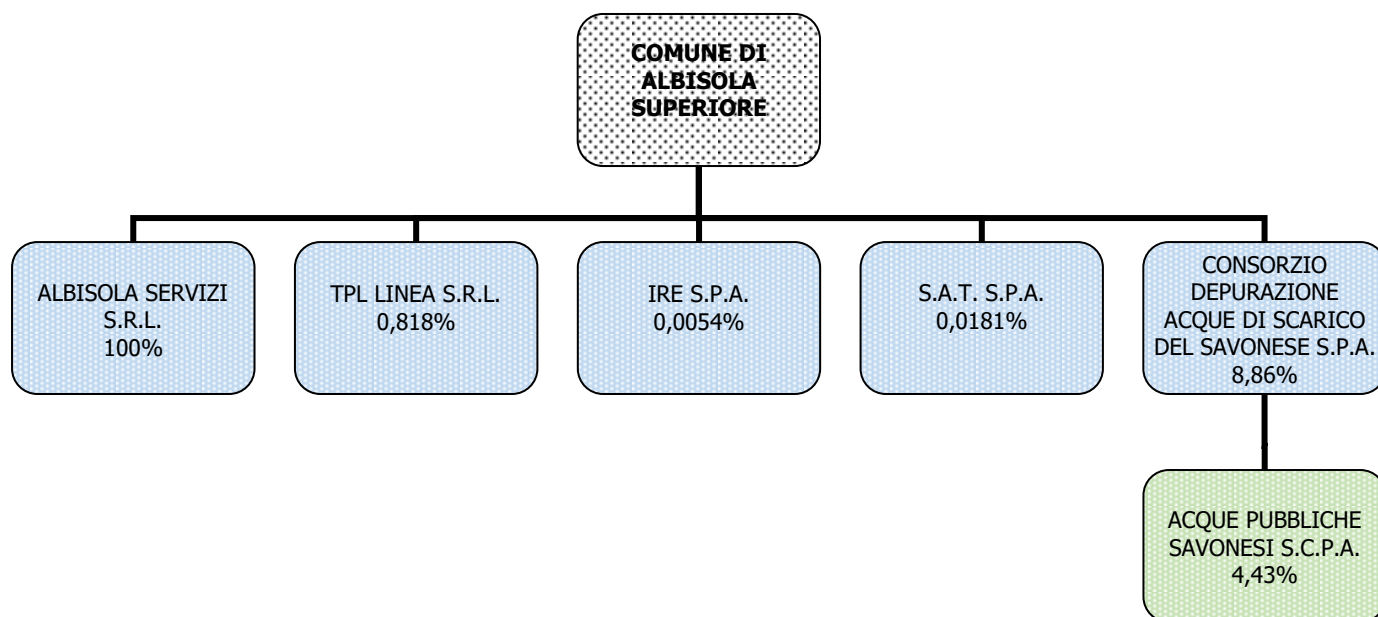 COMUNE DI
ALBISOLA
SUPERIORE
ALBISOLA SERVIZI
S.R.L.
100%
TPL LINEA S.R.L.
0,818%
IRE S.P.A.
0,0054%
S.A.T. S.P.A.
0,0181%
CONSORZIO
DEPURAZIONE
ACQUE DI SCARICO
DEL SAVONESE S.P.A.
8,86%
ACQUE PUBBLICHE
SAVONESI S.C.P.A.
4,43%